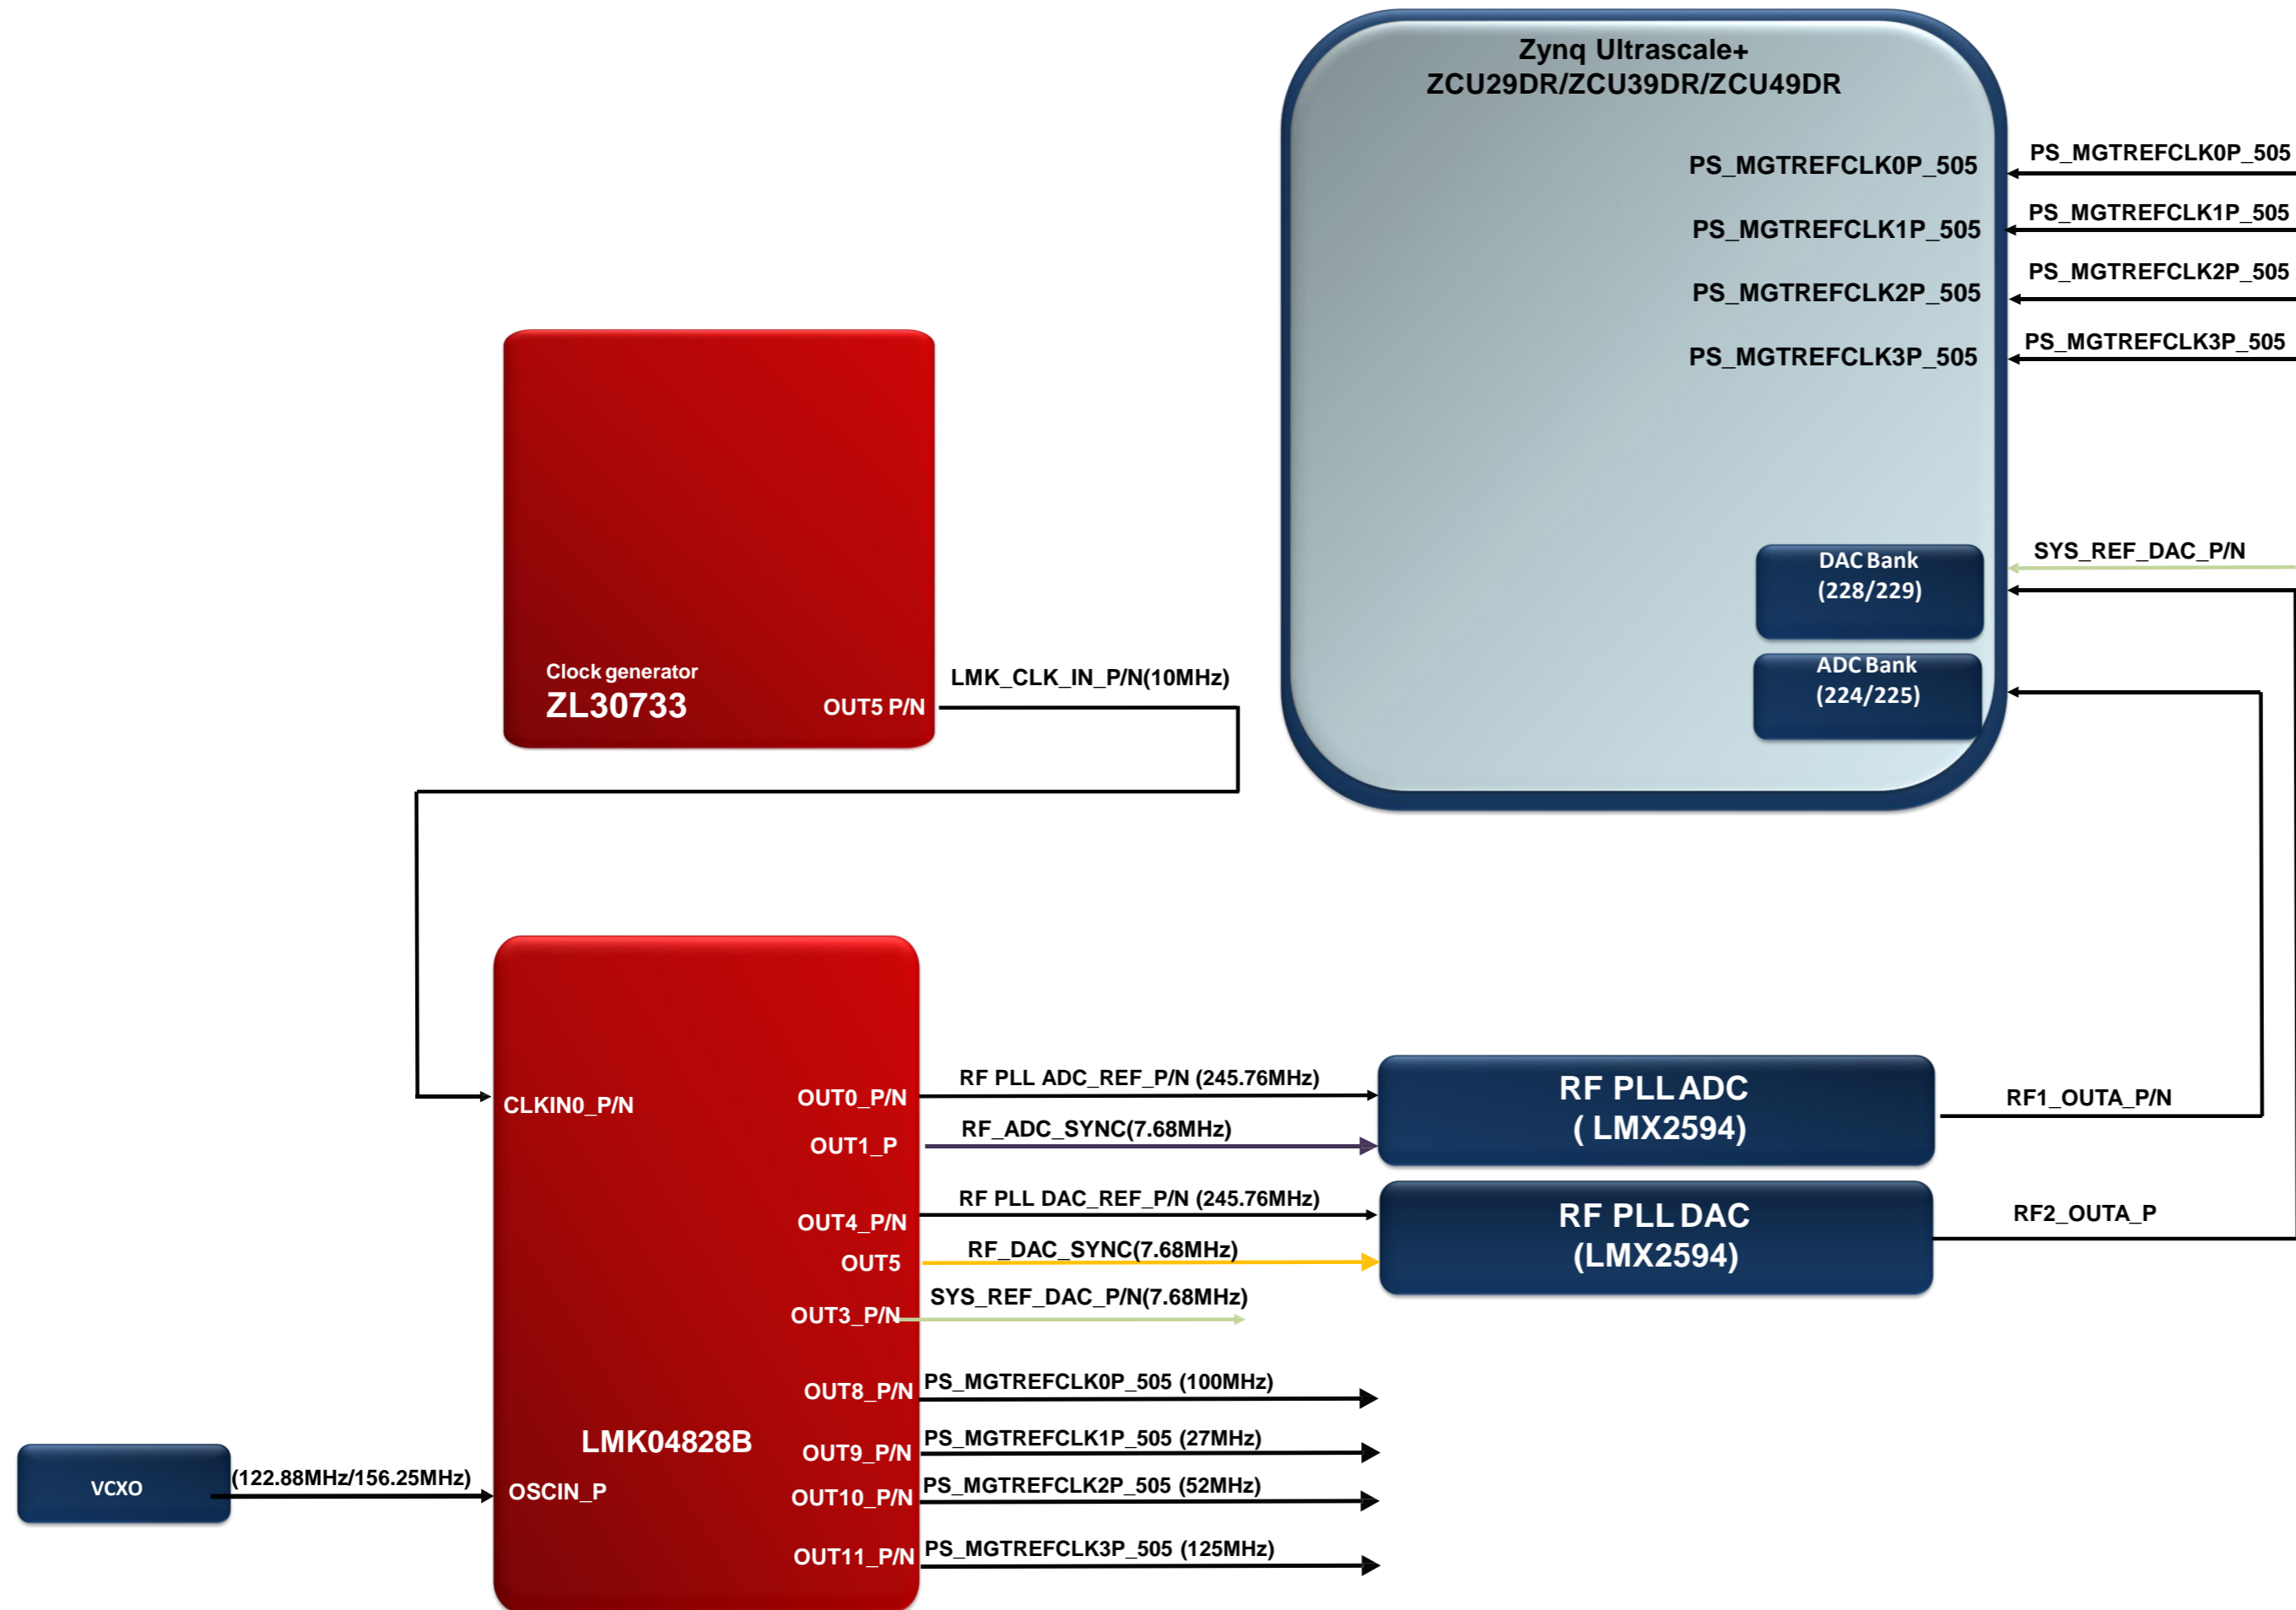 Zynq Ultrascale+
ZCU29DR/ZCU39DR/ZCU49DR
PS_MGTREFCLK0P_505
PS_MGTREFCLK0P_505
PS_MGTREFCLK1P_505
PS_MGTREFCLK1P_505
PS_MGTREFCLK2P_505
PS_MGTREFCLK2P_505
PS_MGTREFCLK3P_505
PS_MGTREFCLK3P_505
DAC Bank
(228/229)
SYS_REF_DAC_P/N
ADC Bank
(224/225)
Clock generator
ZL30733
OUT5 P/N
LMK_CLK_IN_P/N(10MHz)
CLKIN0_P/N
OUT0_P/N
RF PLL ADC_REF_P/N (245.76MHz)
RF PLL ADC
( LMX2594)
RF1_OUTA_P/N
OUT1_P
RF_ADC_SYNC(7.68MHz)
OUT4_P/N
RF PLL DAC_REF_P/N (245.76MHz)
RF PLL DAC
(LMX2594)
RF2_OUTA_P
OUT5
RF_DAC_SYNC(7.68MHz)
OUT3_P/N
SYS_REF_DAC_P/N(7.68MHz)
OUT8_P/N
PS_MGTREFCLK0P_505 (100MHz)
LMK04828B
OUT9_P/N
PS_MGTREFCLK1P_505 (27MHz)
VCXO
(122.88MHz/156.25MHz)
OSCIN_P
OUT10_P/N
PS_MGTREFCLK2P_505 (52MHz)
OUT11_P/N
PS_MGTREFCLK3P_505 (125MHz)